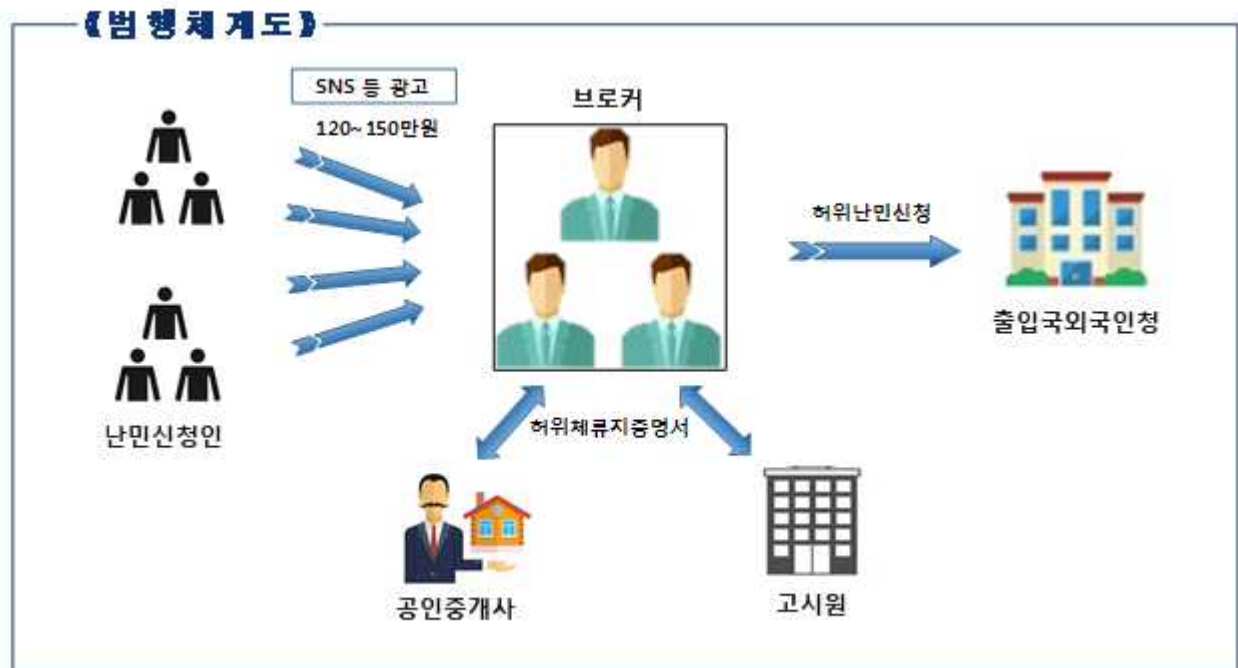 《범행체계도》
SNS 등 광고
120~150만원
브로커
허위난민신청
출입국외국인청
난민신청인
허위체류지증명서
공인중개사
고시원